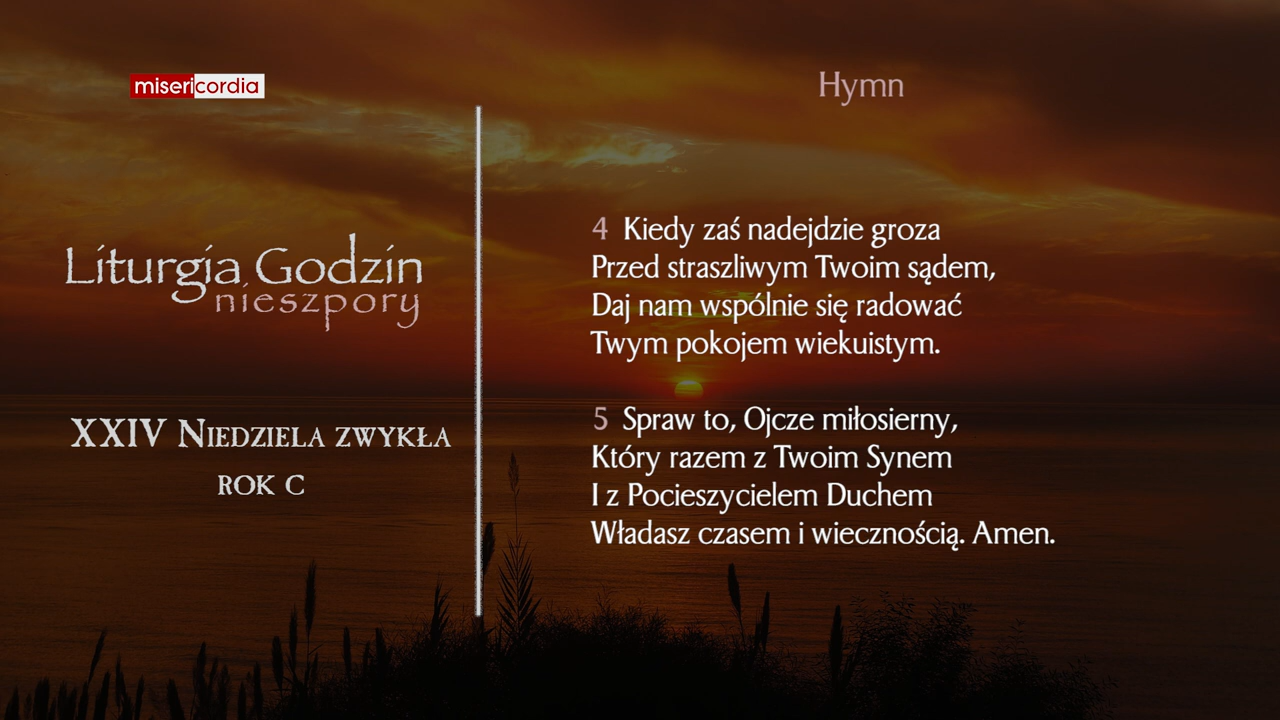 misericordia
Hymn
Liturgia Godzin
nieszpory
XXIV Niedziela zwykła
rok C
4 Kiedy zaś nadejdzie groza
Przed straszliwym Twoim sądem,
Daj nam wspólnie się radować
Twym pokojem wiekuistym.
5 Spraw to, Ojcze miłosierny,
Który razem z Twoim Synem
I z Pocieszycielem Duchem
Władasz czasem i wiecznością. Amen.